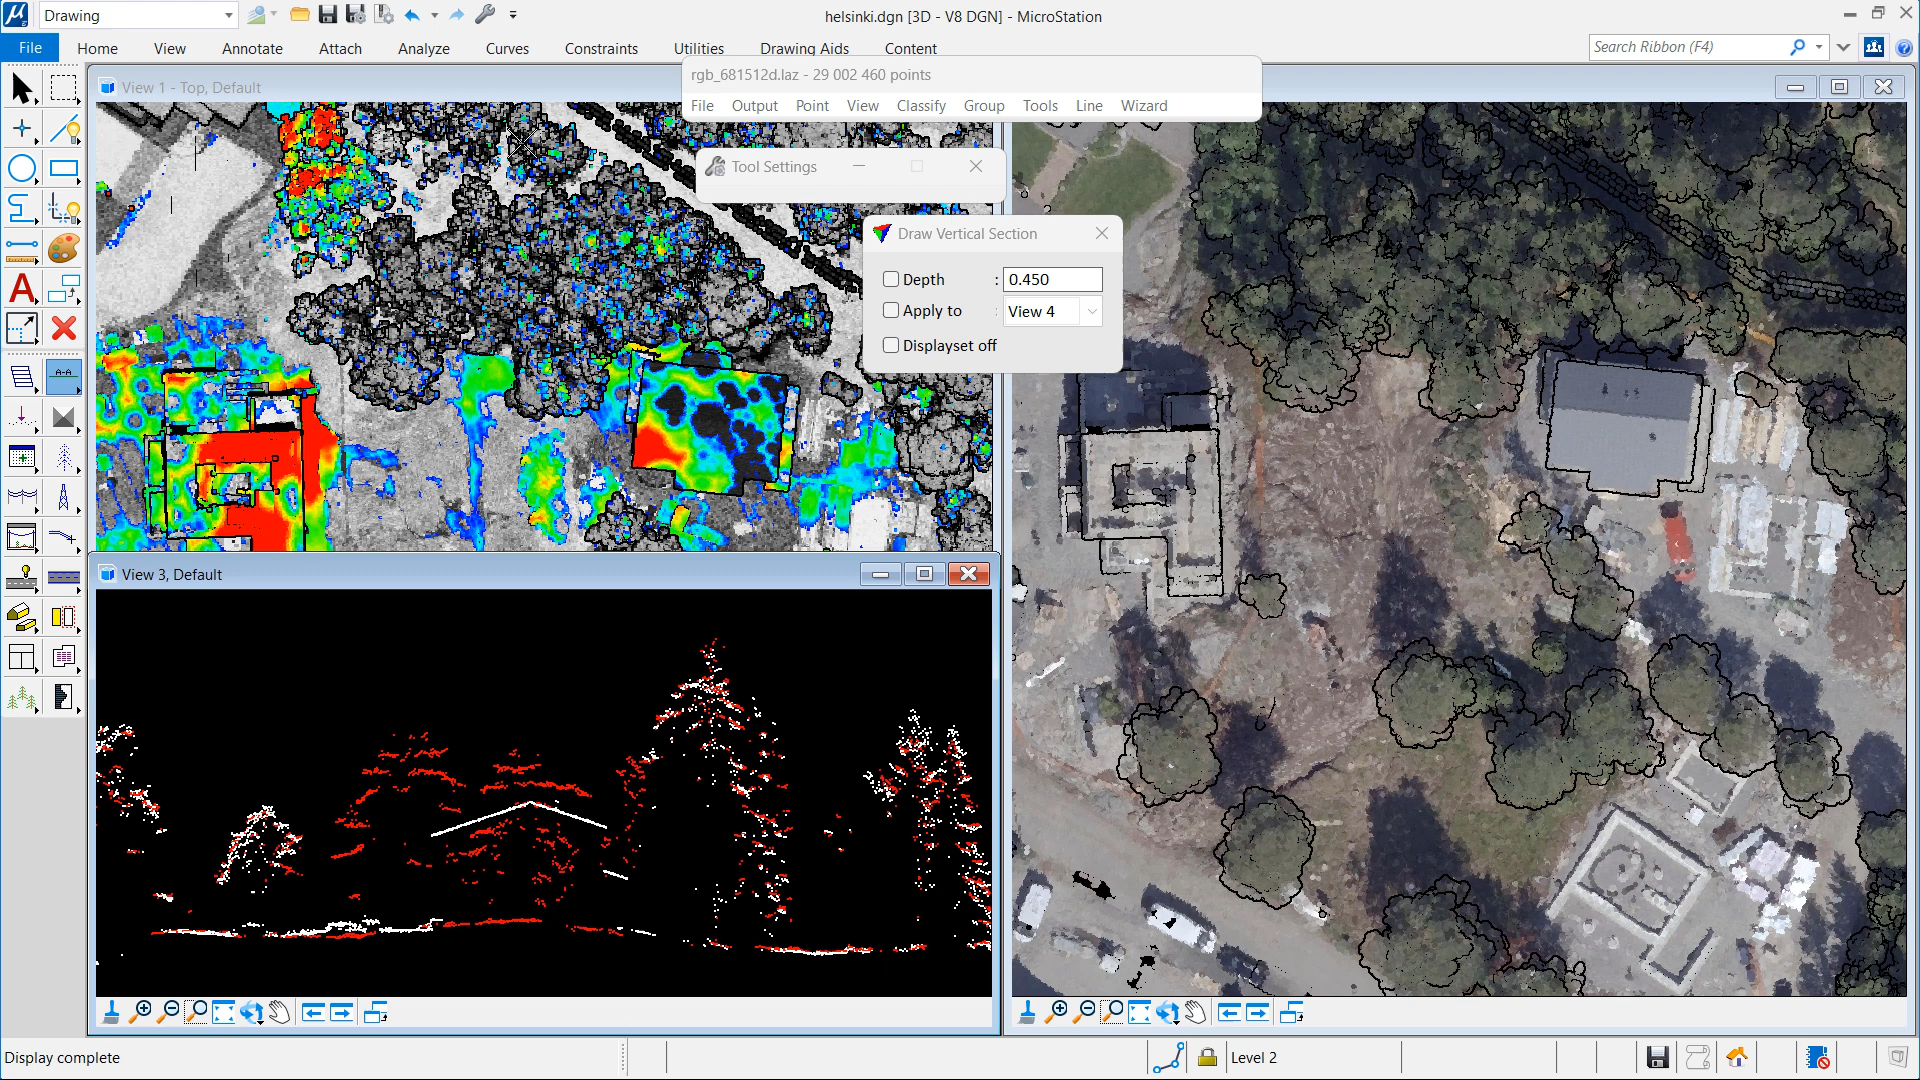 Drawing
helsinki.dgn [3D - V8 DGN] - MicroStation
File Home View Annotate Attach Analyze Curves Constraints Utilities Drawing Aids Content
Search Ribbon (F4)
View 1 - Top, Default
rgb_681512d.laz - 29 002 460 points
File Output Point View Classify Group Tools Line Wizard
Tool Settings
Draw Vertical Section
Depth : 0.450
Apply to : View 4
Displayset off
A-A
View 3, Default
Display complete
Level 2